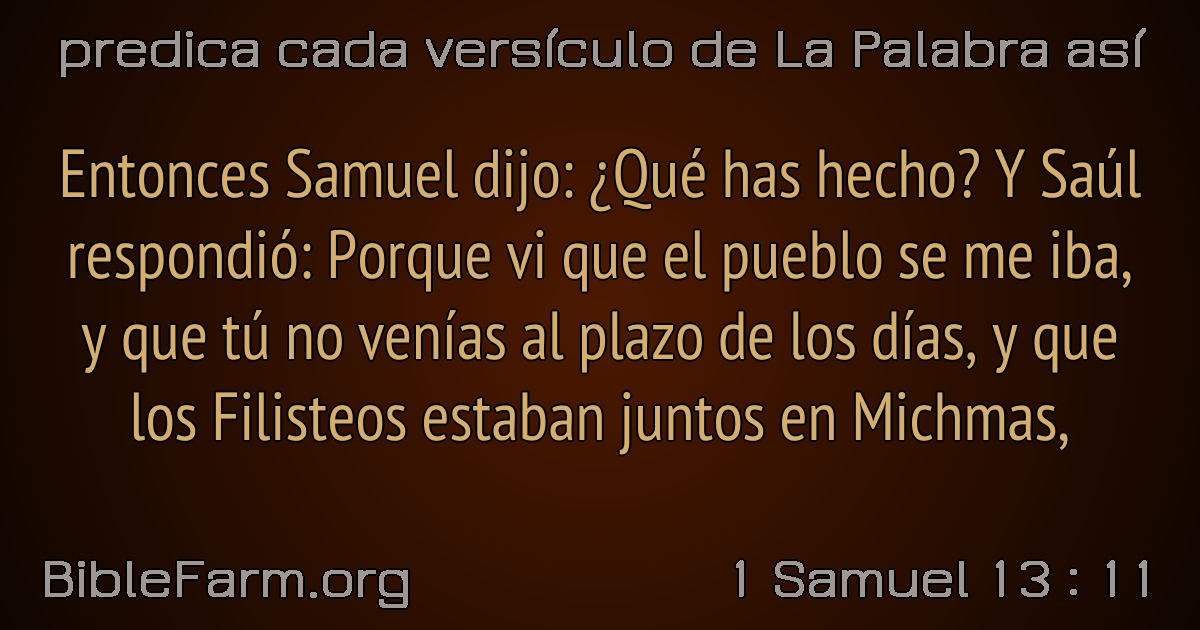 predica cada versículo de La Palabra así
Entonces Samuel dijo: ¿Qué has hecho? Y Saúl
respondió: Porque vi que el pueblo se me iba,
y que tú no venías al plazo de los días, y que
los Filisteos estaban juntos en Michmas,
BibleFarm.org
1 Samuel 13 : 11